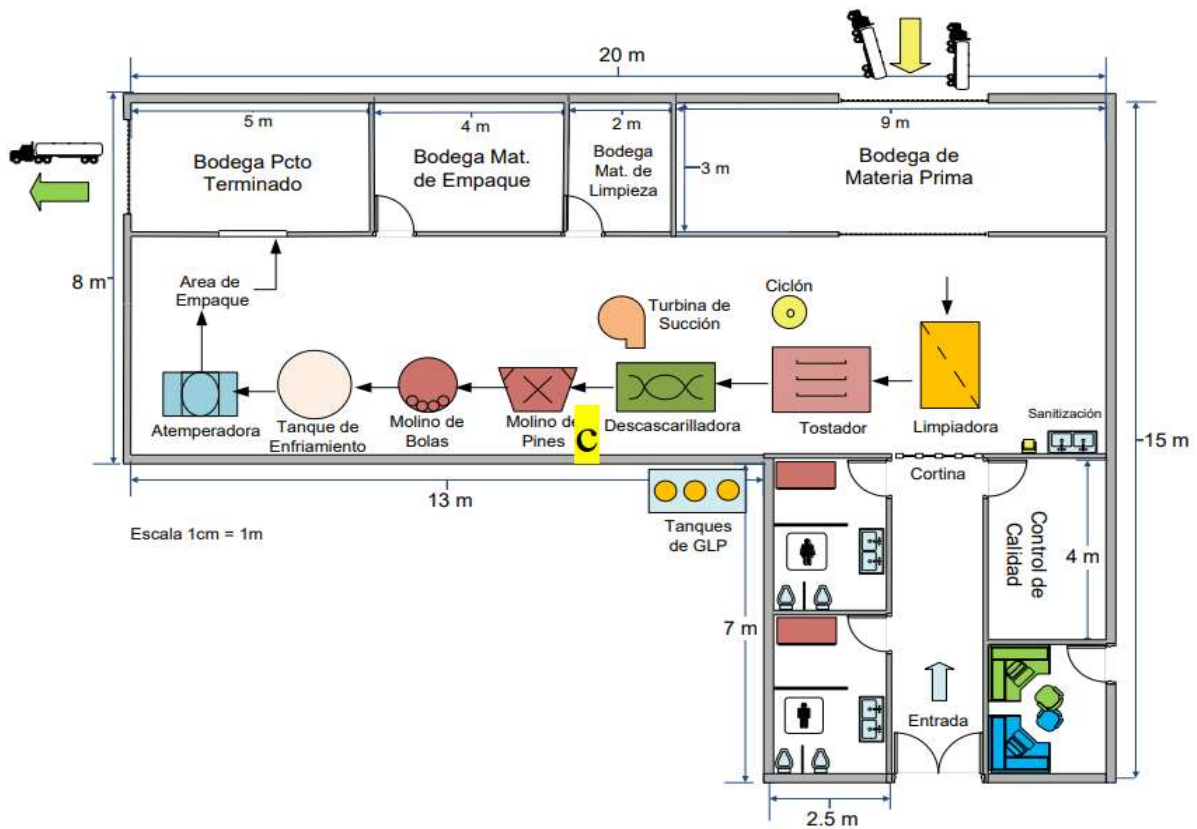 20 m
5 m
4 m
2 m
9 m
Bodega Pcto
Terminado
Bodega Mat.
de Empaque
Bodega
Mat. de
Limpieza
3 m
Bodega de
Materia Prima
8 m
Area de
Empaque
Turbina de
Succión
Ciclón
Atemperadora
Tanque de
Enfriamiento
Molino de
Bolas
Molino de
Pines
C
Descascarilladora
Tostador
Limpiadora
Sanitización
15 m
13 m
Cortina
Escala 1cm = 1m
Tanques
de GLP
Control de
Calidad
4 m
7 m
Entrada
2.5 m